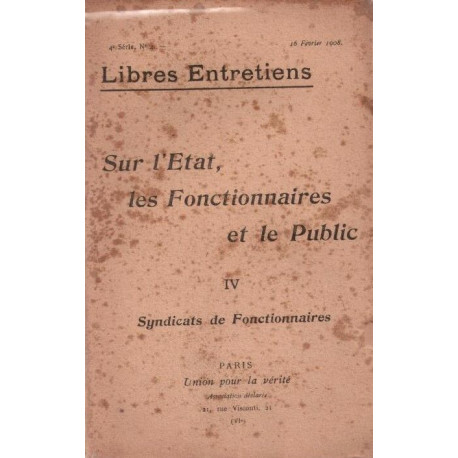 4e Série, No
16 Février 1908.
Libres Entretiens
Sur l'Etat,
les Fonctionnaires
et le Public
IV
Syndicats de Fonctionnaires
PARIS
Union pour la vérité
21, rue Visconti, 21